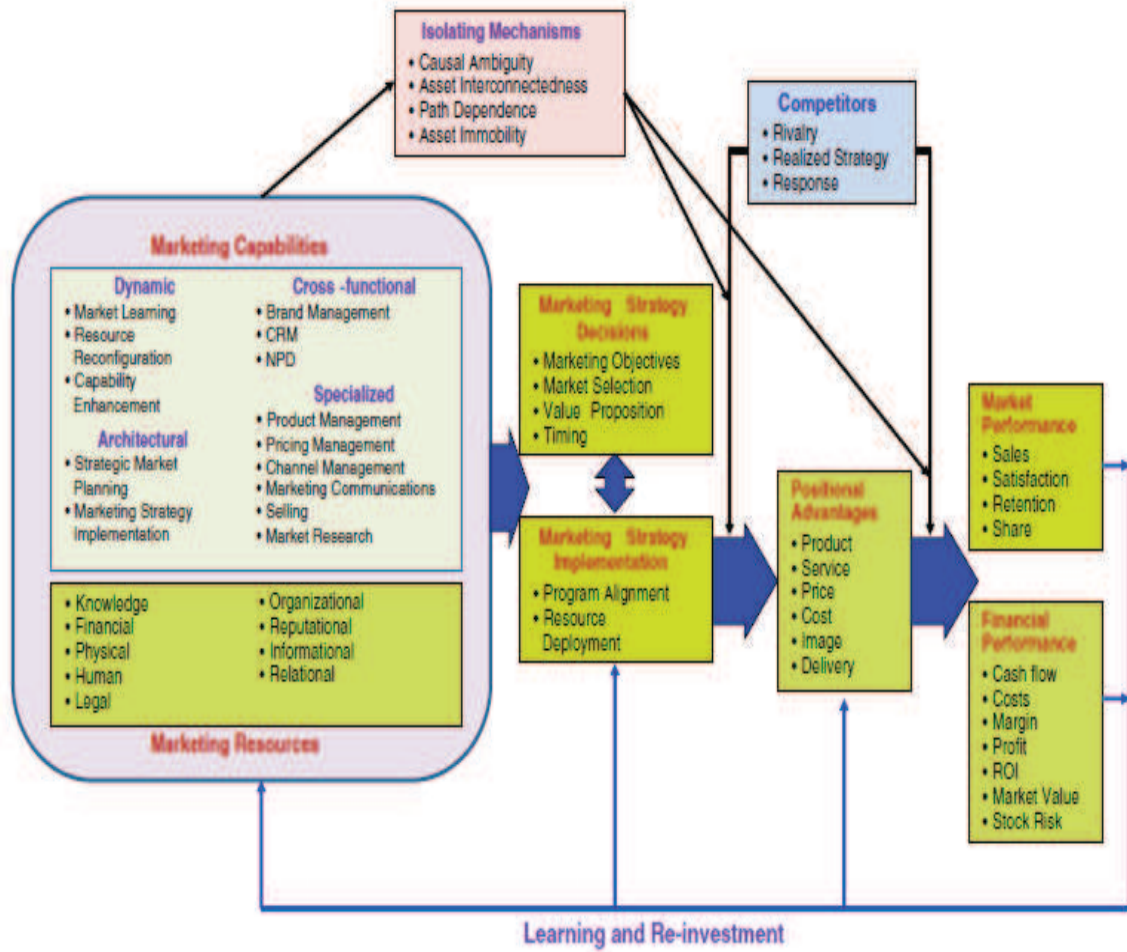 Isolating Mechanisms
• Causal Ambiguity
• Asset Interconnectedness
• Path Dependence
• Asset Immobility
Competitors
• Rivalry
• Realized Strategy
• Response
Marketing Capabilities
Dynamic
• Market Learning
• Resource
Reconfiguration
• Capability
Enhancement
Architectural
• Strategic Market
Planning
• Marketing Strategy
Implementation
Cross -functional
• Brand Management
• CRM
• NPD
Specialized
• Product Management
• Pricing Management
• Channel Management
• Marketing Communications
• Selling
• Market Research
• Knowledge
• Financial
• Physical
• Human
• Legal
• Organizational
• Reputational
• Informational
• Relational
Marketing Resources
Marketing Strategy
Decisions
• Marketing Objectives
• Market Selection
• Value Proposition
• Timing
Marketing Strategy
Implementation
• Program Alignment
• Resource
Deployment
Positional
Advantages
• Product
• Service
• Price
• Cost
• Image
• Delivery
Market
Performance
• Sales
• Satisfaction
• Retention
• Share
Financial
Performance
• Cash flow
• Costs
• Margin
• Profit
• ROI
• Market Value
• Stock Risk
Learning and Re-investment